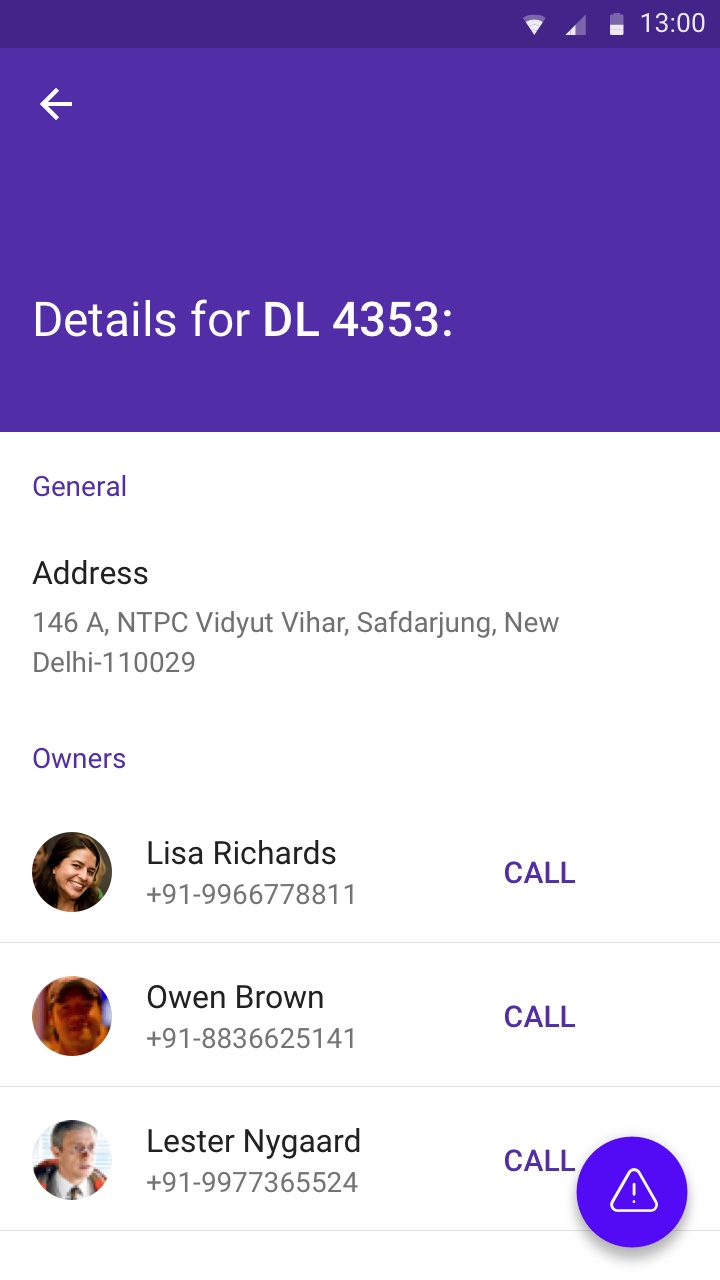 13:00
Details for DL 4353:
General
Address
146 A, NTPC Vidyut Vihar, Safdarjung, New
Delhi-110029
Owners
Lisa Richards
+91-9966778811
CALL
Owen Brown
+91-8836625141
CALL
Lester Nygaard
+91-9977365524
CALL